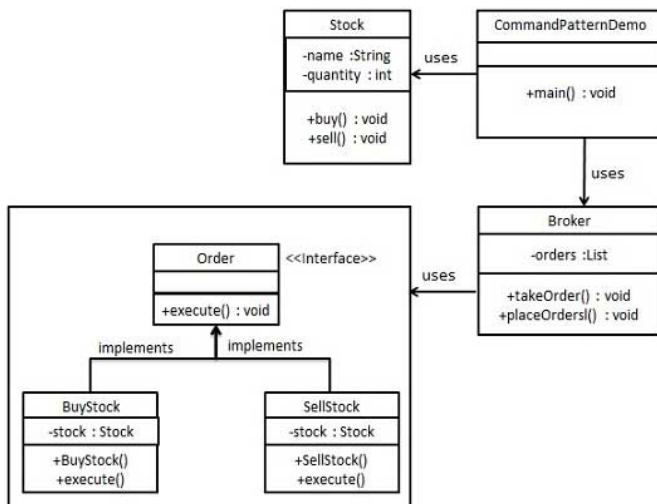 Stock
-name :String
-quantity : int
+buy() : void
+sell() : void
uses
CommandPatternDemo
+main() : void
uses
Broker
-orders :List
+takeOrder() : void
+placeOrdersl() : void
uses
Order
<<Interface>>
+execute() : void
implements
implements
BuyStock
-stock : Stock
+BuyStock()
+execute()
SellStock
-stock : Stock
+SellStock()
+execute()